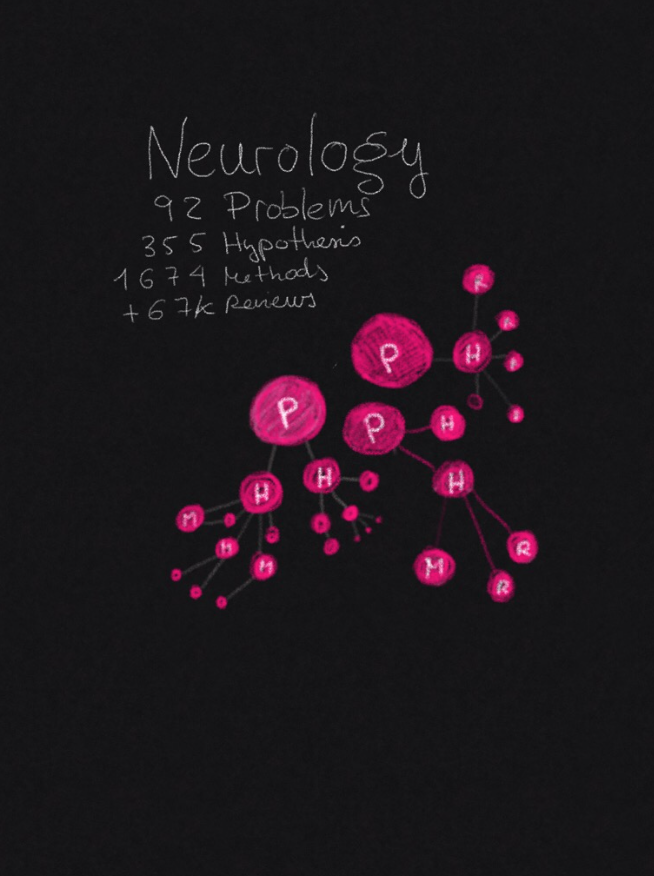 Neurology
92 Problems
355 Hypothesis
1674 Methods
+67k Reviews
R
R
P
H
R
R
P
P
H
H
H
H
M
M
R
M
M
R